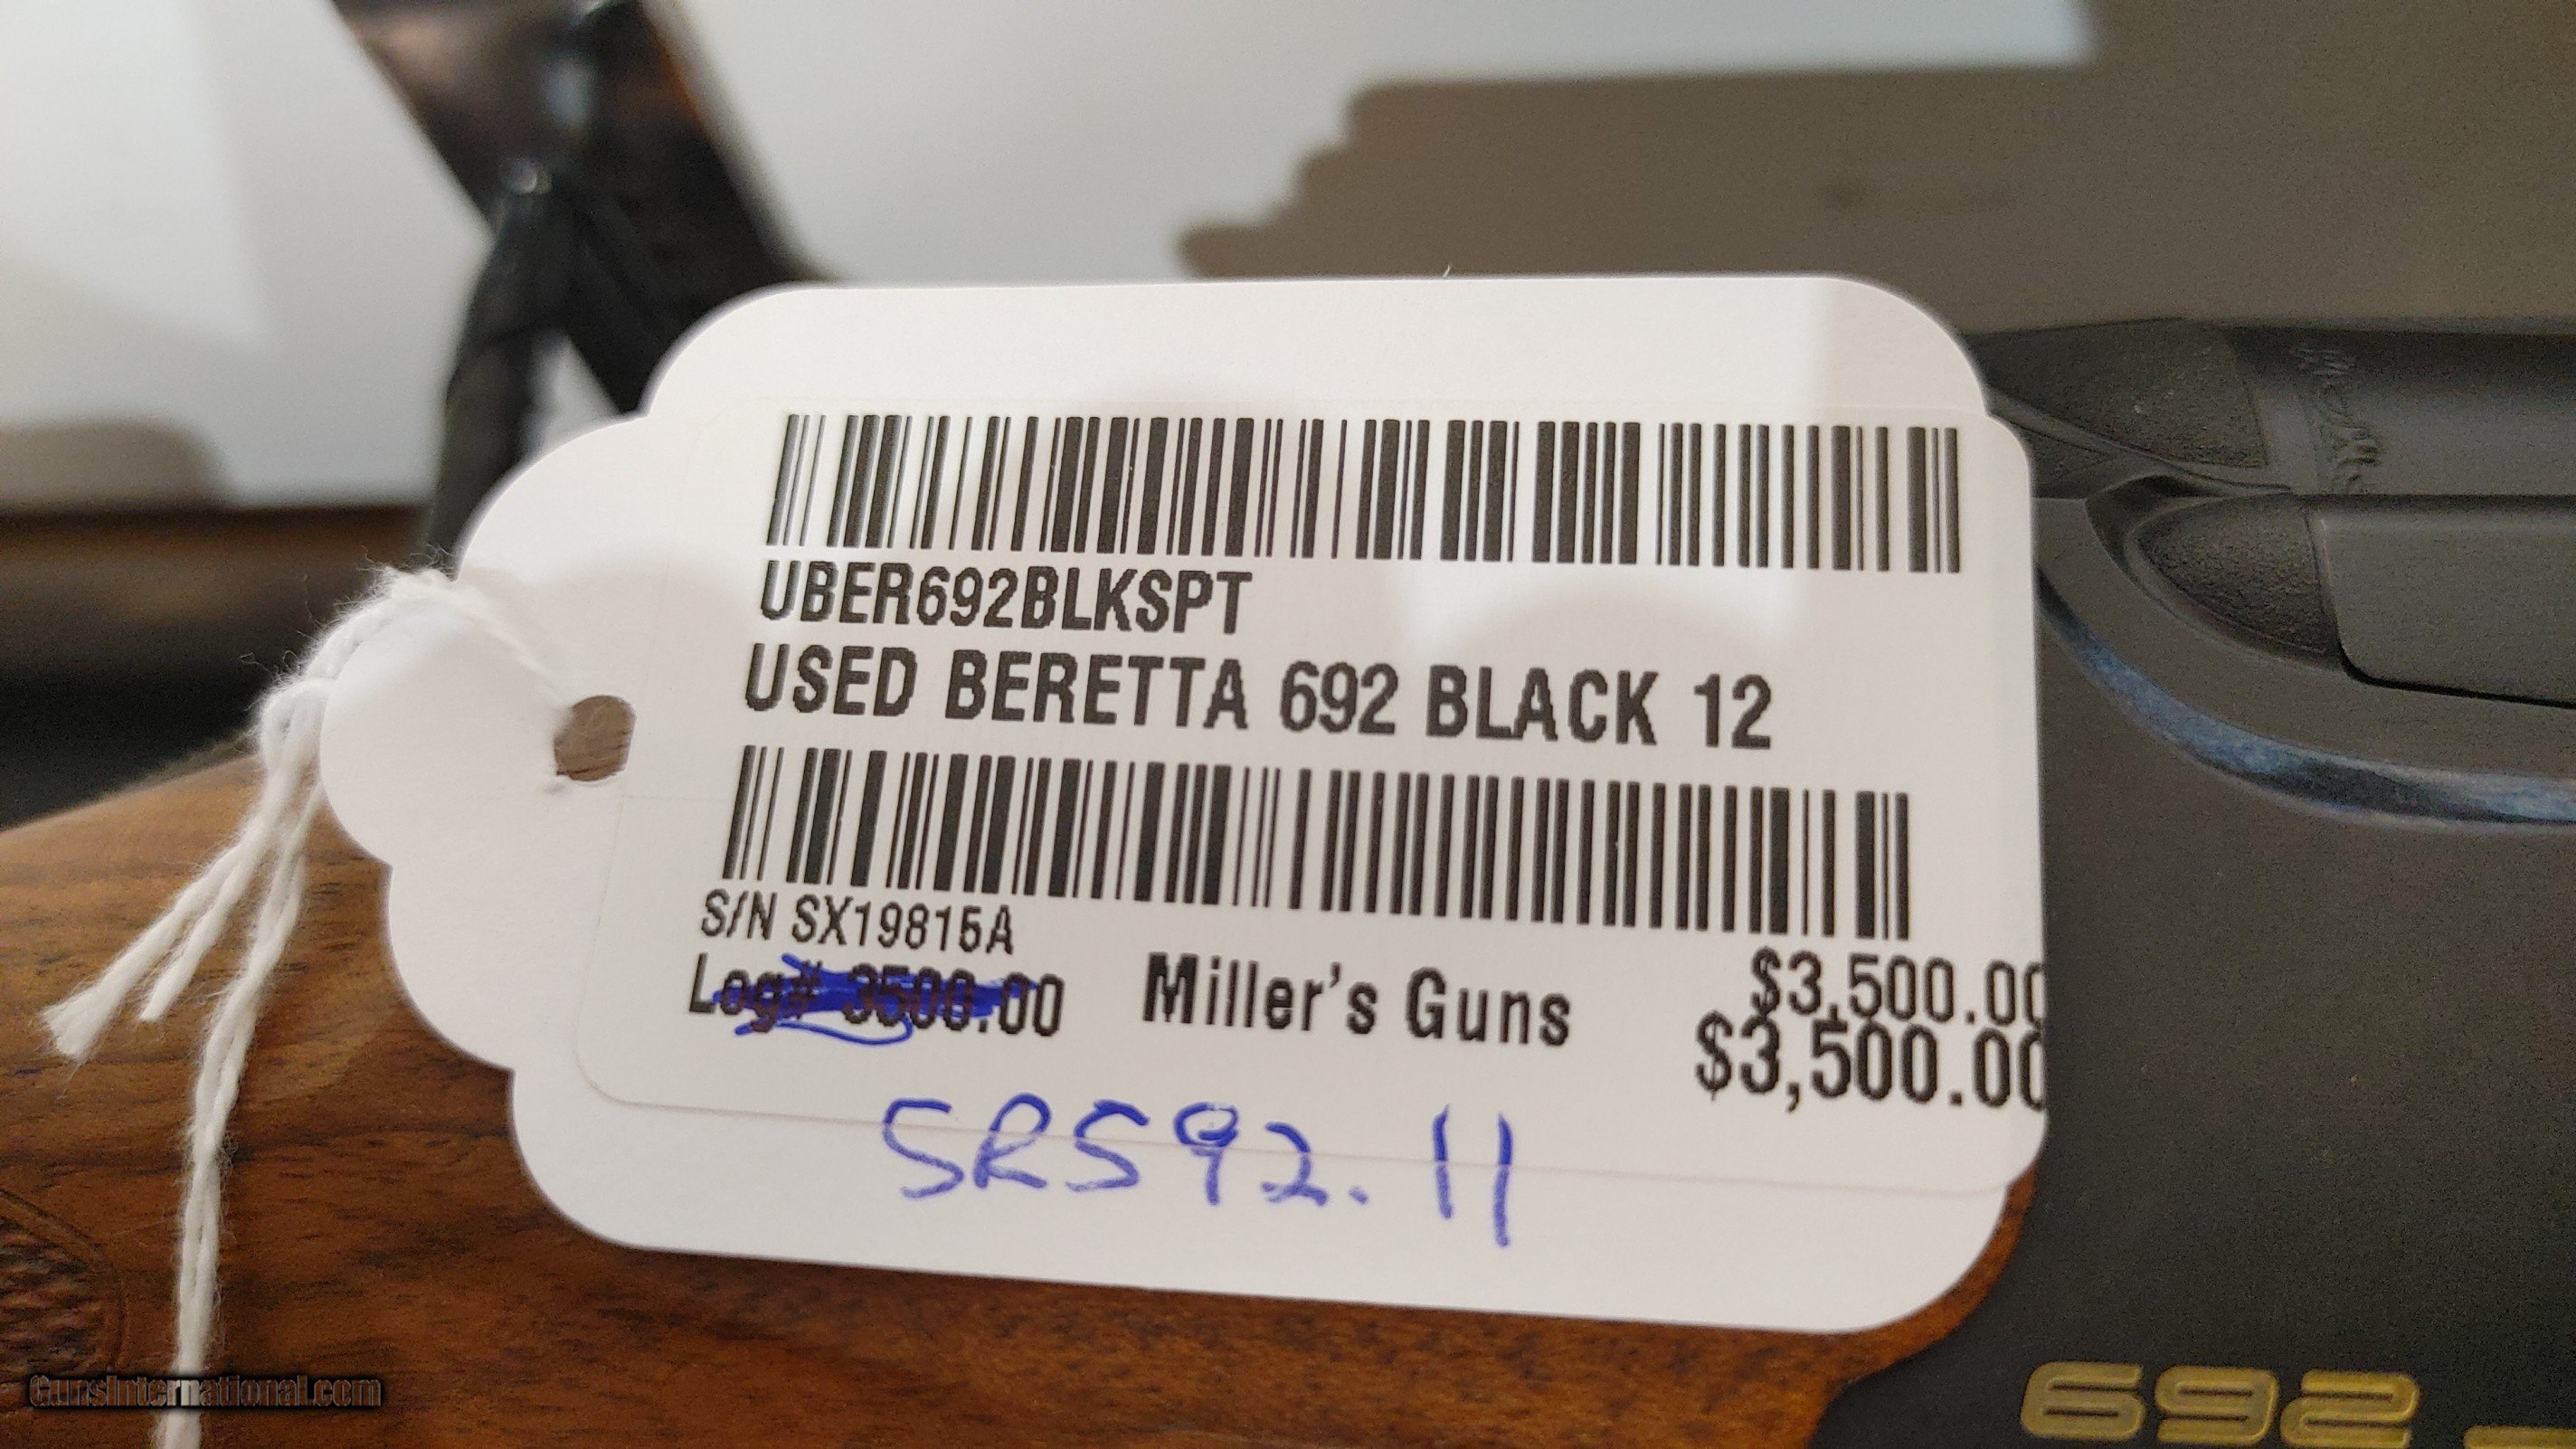 UBER692BLKSPT
USED BERETTA 692 BLACK 12
S/N SX19815A
Log# 3500.00 Miller's Guns $3,500.00
$3,500.00
SRS92.11
692
GunsInternational.com